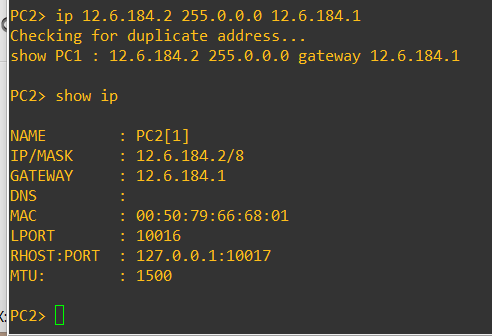 PC2> ip 12.6.184.2 255.0.0.0 12.6.184.1
Checking for duplicate address...
show PC1 : 12.6.184.2 255.0.0.0 gateway 12.6.184.1
PC2> show ip
NAME : PC2[1]
IP/MASK : 12.6.184.2/8
GATEWAY : 12.6.184.1
DNS :
MAC : 00:50:79:66:68:01
LPORT : 10016
RHOST:PORT : 127.0.0.1:10017
MTU: : 1500
PC2>